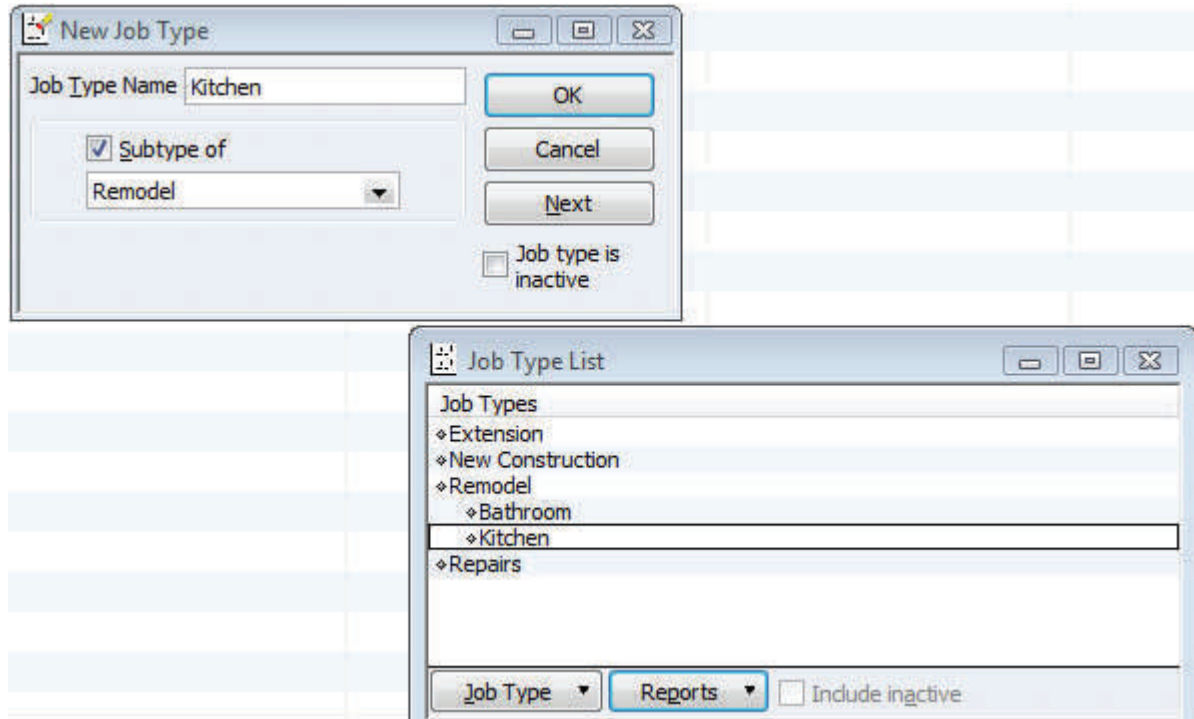 New Job Type
Job Type Name Kitchen
OK
Subtype of
Cancel
Remodel
Next
Job type is
inactive
Job Type List
Job Types
Extension
New Construction
Remodel
Bathroom
Kitchen
Repairs
Job Type Reports Include inactive